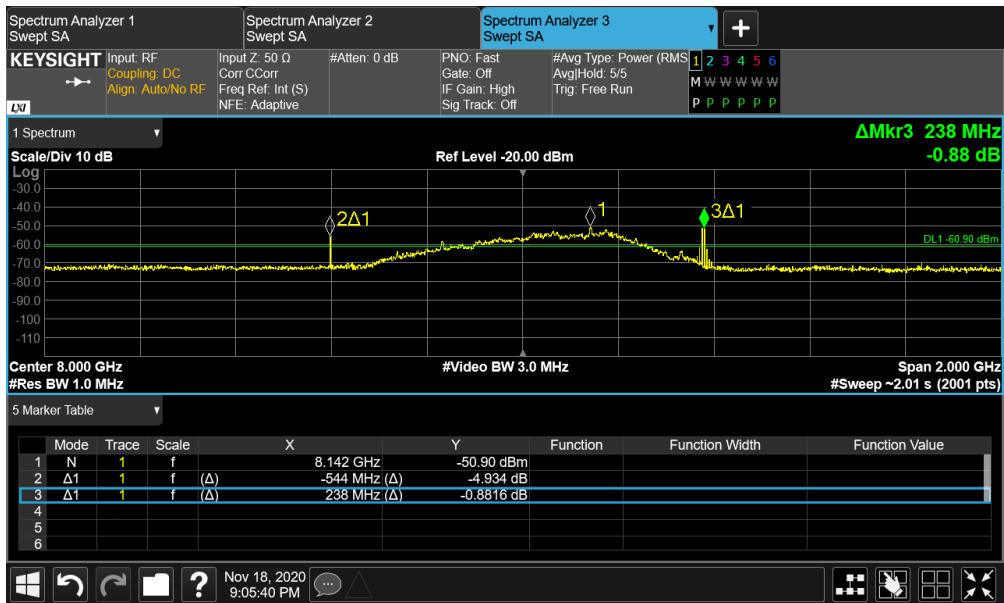 Spectrum Analyzer 1
Swept SA
Spectrum Analyzer 2
Swept SA
Spectrum Analyzer 3
Swept SA
KEYSIGHT
LXI
Input: RF
Coupling: DC
Align: Auto/No RF
Input Z: 50 Ω
Corr CCorr
Freq Ref: Int (S)
NFE: Adaptive
#Atten: 0 dB
PNO: Fast
Gate: Off
IF Gain: High
Sig Track: Off
#Avg Type: Power (RMS
Avg|Hold: 5/5
Trig: Free Run
1 2 3 4 5 6
M W W W W W
P P P P P P
1 Spectrum
ΔMkr3 238 MHz
Scale/Div 10 dB
Ref Level -20.00 dBm
-0.88 dB
Log
-30.0
-40.0
-50.0
-60.0
-70.0
-80.0
-90.0
-100
-110
2Δ1
1
3Δ1
DL1 -60.90 dBm
Center 8.000 GHz
#Video BW 3.0 MHz
Span 2.000 GHz
#Res BW 1.0 MHz
#Sweep ~2.01 s (2001 pts)
5 Marker Table
Mode Trace Scale X Y Function Function Width Function Value
1 N 1 f 8.142 GHz -50.90 dBm
2 Δ1 1 f (Δ) -544 MHz (Δ) -4.934 dB
3 Δ1 1 f (Δ) 238 MHz (Δ) -0.8816 dB
4
5
6
?
Nov 18, 2020
9:05:40 PM